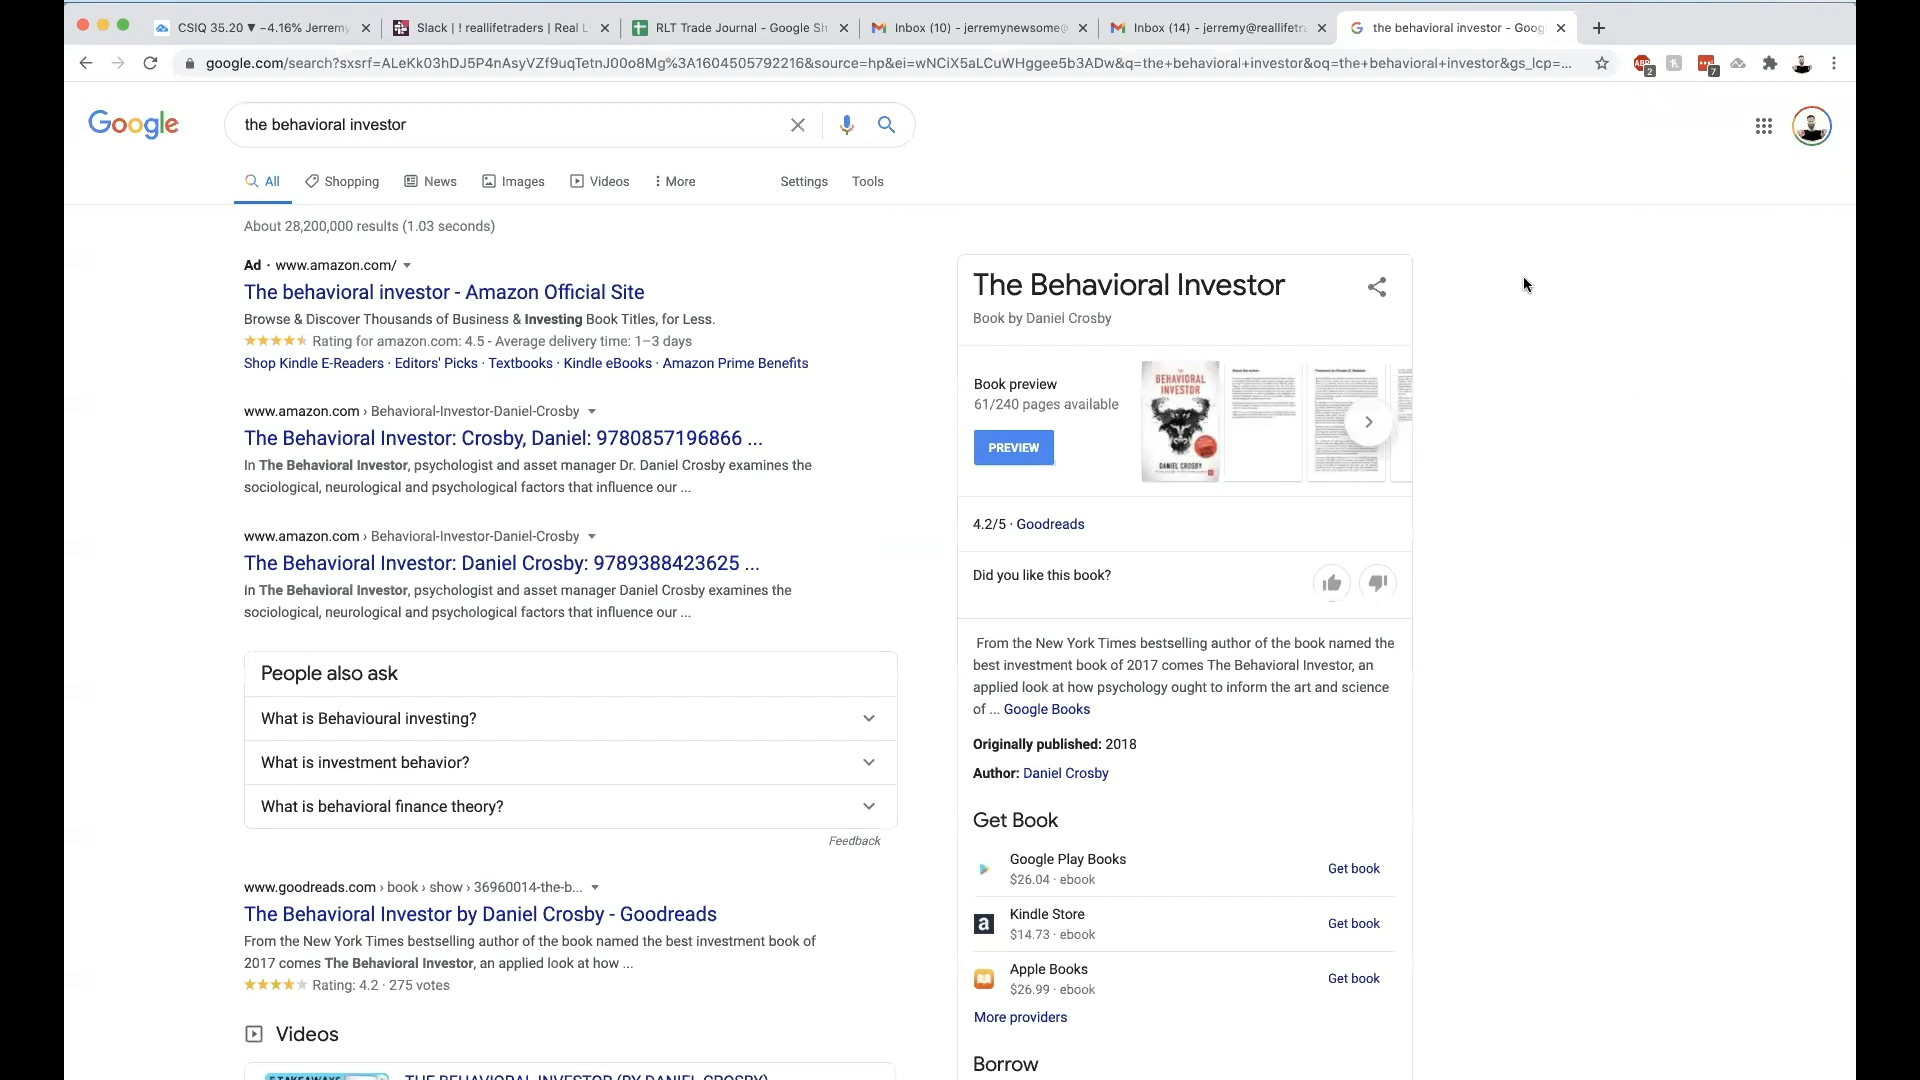 CSIQ 35.20 ▼ −4.16% Jerremy
Slack | ! reallifetraders | Real L
RLT Trade Journal - Google Sh
Inbox (10) - jerremynewsome@
Inbox (14) - jerremy@reallifetra
the behavioral investor - Goog
google.com/search?sxsrf=ALeKk03hDJ5P4nAsyVZf9uqTetnJ00o8Mg%3A1604505792216&source=hp&ei=wNCiX5aLCuWHggee5b3ADw&q=the+behavioral+investor&oq=the+behavioral+investor&gs_lcp=...
ABP
2
7
Google
the behavioral investor
All
Shopping
News
Images
Videos
More
Settings
Tools
About 28,200,000 results (1.03 seconds)
Ad · www.amazon.com/
The behavioral investor - Amazon Official Site
Browse & Discover Thousands of Business & Investing Book Titles, for Less.
Rating for amazon.com: 4.5 - Average delivery time: 1–3 days
Shop Kindle E-Readers · Editors' Picks · Textbooks · Kindle eBooks · Amazon Prime Benefits
www.amazon.com › Behavioral-Investor-Daniel-Crosby
The Behavioral Investor: Crosby, Daniel: 9780857196866 ...
In The Behavioral Investor, psychologist and asset manager Dr. Daniel Crosby examines the
sociological, neurological and psychological factors that influence our ...
www.amazon.com › Behavioral-Investor-Daniel-Crosby
The Behavioral Investor: Daniel Crosby: 9789388423625 ...
In The Behavioral Investor, psychologist and asset manager Daniel Crosby examines the
sociological, neurological and psychological factors that influence our ...
People also ask
What is Behavioural investing?
What is investment behavior?
What is behavioral finance theory?
Feedback
www.goodreads.com › book › show › 36960014-the-b...
The Behavioral Investor by Daniel Crosby - Goodreads
From the New York Times bestselling author of the book named the best investment book of
2017 comes The Behavioral Investor, an applied look at how ...
Rating: 4.2 · 275 votes
Videos
THE BEHAVIORAL INVESTOR (BY DANIEL CROSBY)
The Behavioral Investor
Book by Daniel Crosby
Book preview
61/240 pages available
PREVIEW
THE
BEHAVIORAL
INVESTOR
DANIEL CROSBY
4.2/5 · Goodreads
Did you like this book?
From the New York Times bestselling author of the book named the
best investment book of 2017 comes The Behavioral Investor, an
applied look at how psychology ought to inform the art and science
of ... Google Books
Originally published: 2018
Author: Daniel Crosby
Get Book
Google Play Books
$26.04 · ebook
Get book
Kindle Store
$14.73 · ebook
Get book
Apple Books
$26.99 · ebook
Get book
More providers
Borrow